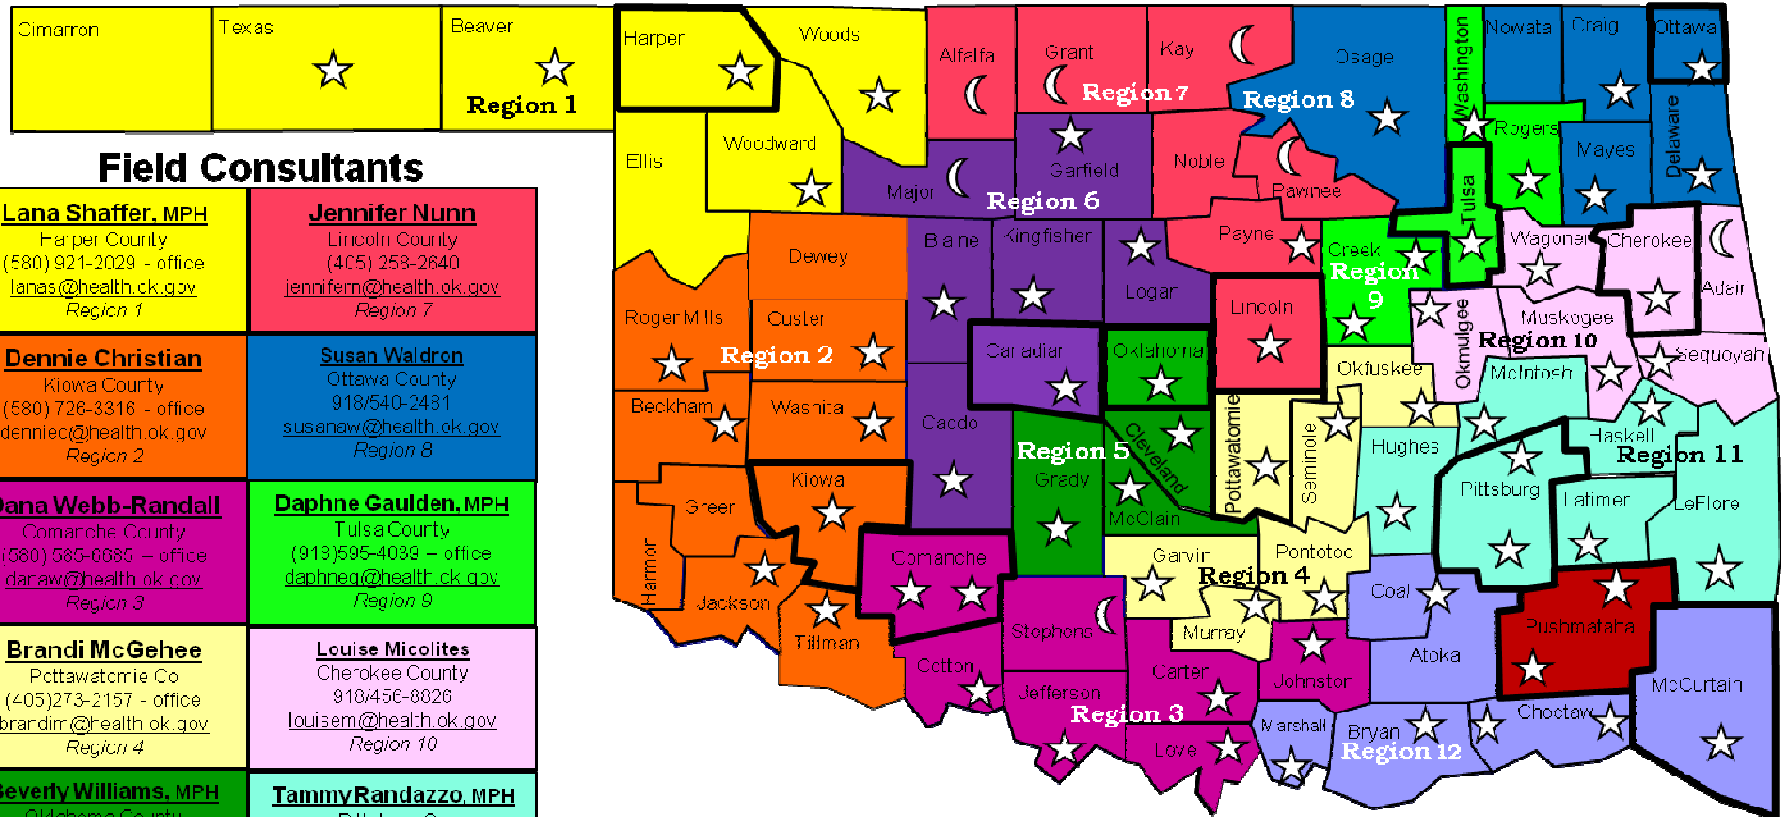 Cimarron
Texas
Beaver
Harper
Woods
Alfalfa
Grant
Kay
Osage
Washington
Nowata
Craig
Ottawa
Region 1
Region 7
Region 8
Ellis
Woodward
Major
Garfield
Noble
Pawnee
Rogers
Mayes
Delaware
Tulsa
Region 6
Dewey
Blaine
Kingfisher
Logan
Payne
Creek
Region
9
Wagoner
Cherokee
Adair
Roger Mills
Custer
Region 2
Canadian
Oklahoma
Lincoln
Okfuskee
Okmulgee
Muskogee
Region 10
McIntosh
Sequoyah
Beckham
Washita
Caddo
Region 5
Grady
Cleveland
McClain
Pottawatomie
Seminole
Hughes
Haskell
Region 11
Pittsburg
Latimer
LeFlore
Kiowa
Greer
Harmon
Jackson
Tillman
Comanche
Garvin
Pontotoc
Region 4
Murray
Coal
Pushmataha
Stephens
Cotton
Carter
Johnston
Atoka
McCurtain
Jefferson
Region 3
Love
Marshall
Bryan
Region 12
Choctaw
Field Consultants
Lana Shaffer, MPH
Harper County
(580) 921-2029 - office
lanas@health.ok.gov
Region 1
Jennifer Nunn
Lincoln County
(405) 258-2640
jennifern@health.ok.gov
Region 7
Dennie Christian
Kiowa County
(580) 726-3316 - office
denniec@health.ok.gov
Region 2
Susan Waldron
Ottawa County
918/540-2481
susanaw@health.ok.gov
Region 8
Dana Webb-Randall
Comanche County
(580) 585-6685 – office
danaw@health.ok.gov
Region 3
Daphne Gaulden, MPH
Tulsa County
(918)595-4039 – office
daphneg@health.ok.gov
Region 9
Brandi McGehee
Pottawatomie Co
(405)273-2157 - office
brandim@health.ok.gov
Region 4
Louise Micolites
Cherokee County
918/456-8826
louisem@health.ok.gov
Region 10
Beverly Williams, MPH
Oklahoma County
Tammy Randazzo, MPH